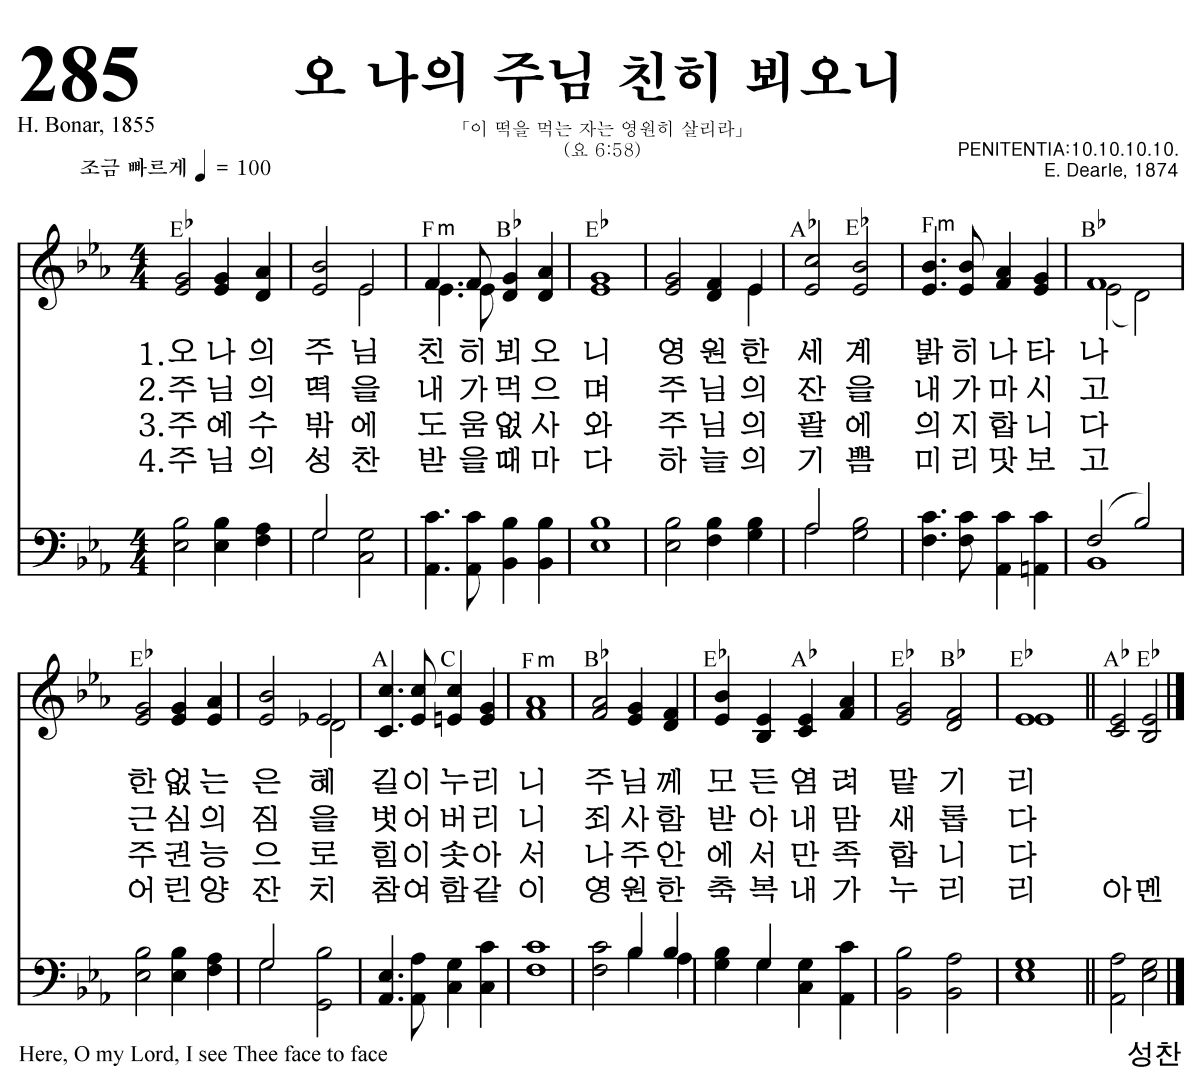 285
오 나의 주님 친히 뵈오니
H. Bonar, 1855
「이 떡을 먹는 자는 영원히 살리라」
(요 6:58)
조금 빠르게 ♩ = 100
PENITENTIA:10.10.10.10.
E. Dearle, 1874
E♭ Fm B♭ E♭ A♭ E♭ Fm B♭
1.오 나 의 주 님 친 히 뵈 오 니 영 원 한 세 계 밝 히 나 타 나
2.주 님 의 떡 을 내 가 먹 으 며 주 님 의 잔 을 내 가 마 시 고
3.주 예 수 밖 에 도 움 없 사 와 주 님 의 팔 에 의 지 합 니 다
4.주 님 의 성 찬 받 을 때 마 다 하 늘 의 기 쁨 미 리 맛 보 고
E♭ A C Fm B♭ E♭ A♭ E♭ B♭ E♭ A♭ E♭
한 없 는 은 혜 길 이 누 리 니 주 님 께 모 든 염 려 맡 기 리
근 심 의 짐 을 벗 어 버 리 니 죄 사 함 받 아 내 맘 새 롭 다
주 권 능 으 로 힘 이 솟 아 서 나 주 안 에 서 만 족 합 니 다
어 린 양 잔 치 참 여 함 같 이 영 원 한 축 복 내 가 누 리 리 아 멘
Here, O my Lord, I see Thee face to face
성찬